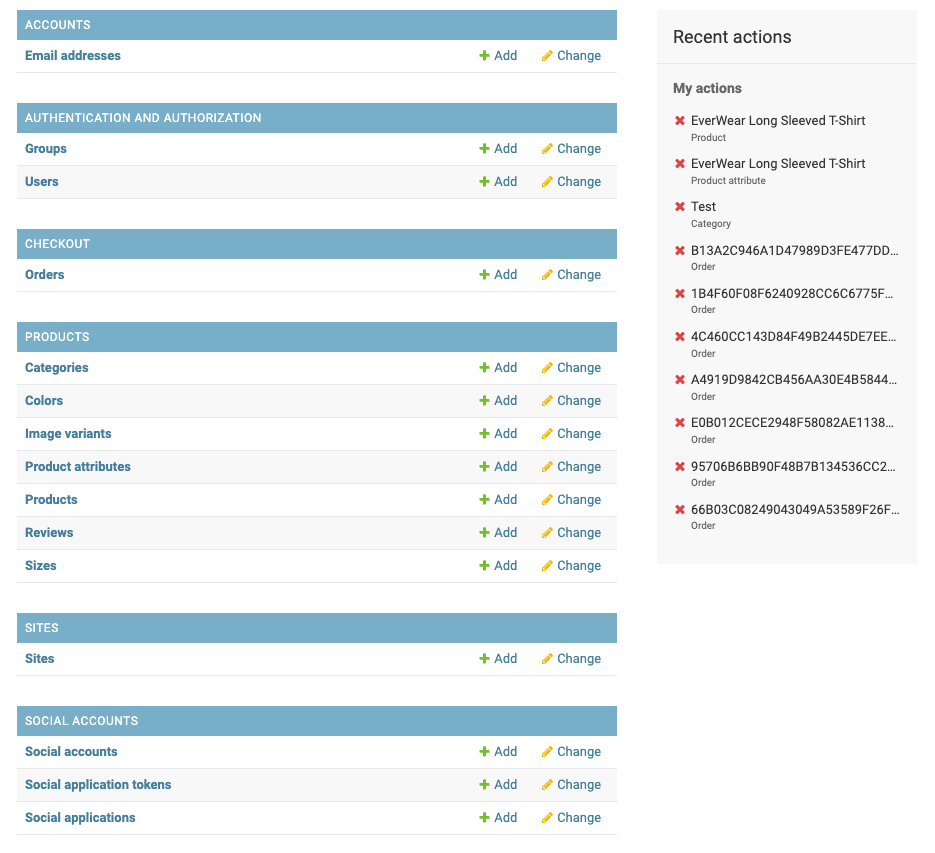 ACCOUNTS
Email addresses Add Change
AUTHENTICATION AND AUTHORIZATION
Groups Add Change
Users Add Change
CHECKOUT
Orders Add Change
PRODUCTS
Categories Add Change
Colors Add Change
Image variants Add Change
Product attributes Add Change
Products Add Change
Reviews Add Change
Sizes Add Change
SITES
Sites Add Change
SOCIAL ACCOUNTS
Social accounts Add Change
Social application tokens Add Change
Social applications Add Change
Recent actions
My actions
EverWear Long Sleeved T-Shirt
Product
EverWear Long Sleeved T-Shirt
Product attribute
Test
Category
B13A2C946A1D47989D3FE477DD...
Order
1B4F60F08F6240928CC6C6775F...
Order
4C460CC143D84F49B2445DE7EE...
Order
A4919D9842CB456AA30E4B5844...
Order
E0B012CECE2948F58082AE1138...
Order
95706B6BB90F48B7B134536CC2...
Order
66B03C08249043049A53589F26F...
Order